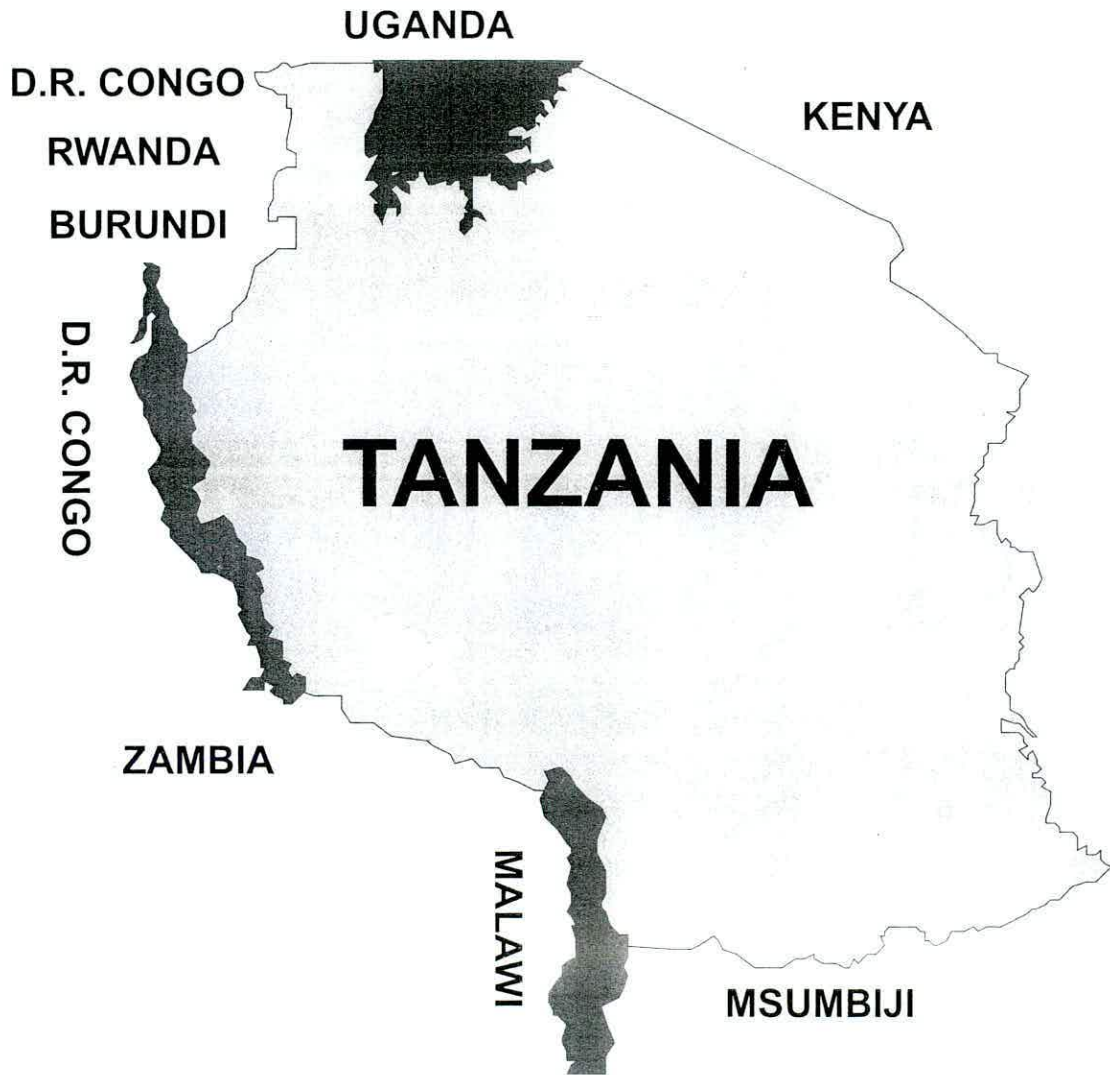 UGANDA
D.R. CONGO
KENYA
RWANDA
BURUNDI
D.R. CONGO
TANZANIA
ZAMBIA
MALAWI
MSUMBIJI